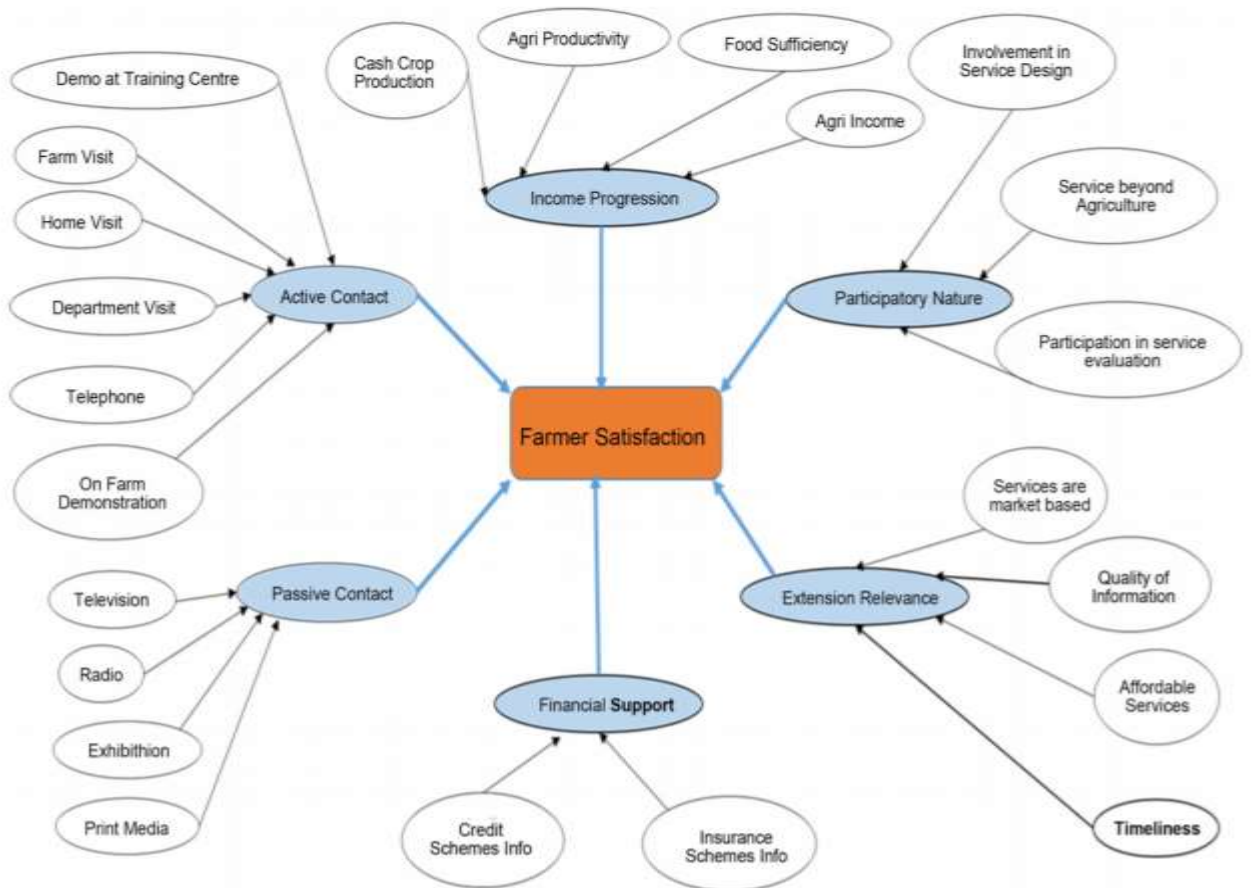 Agri Productivity
Food Sufficiency
Involvement in
Service Design
Cash Crop
Production
Demo at Training Centre
Agri Income
Farm Visit
Income Progression
Service beyond
Agriculture
Home Visit
Active Contact
Participatory Nature
Department Visit
Participation in service
evaluation
Telephone
Farmer Satisfaction
On Farm
Demonstration
Services are
market based
Television
Passive Contact
Extension Relevance
Quality of
Information
Radio
Financial Support
Affordable
Services
Exhibithion
Print Media
Credit
Schemes Info
Insurance
Schemes Info
Timeliness